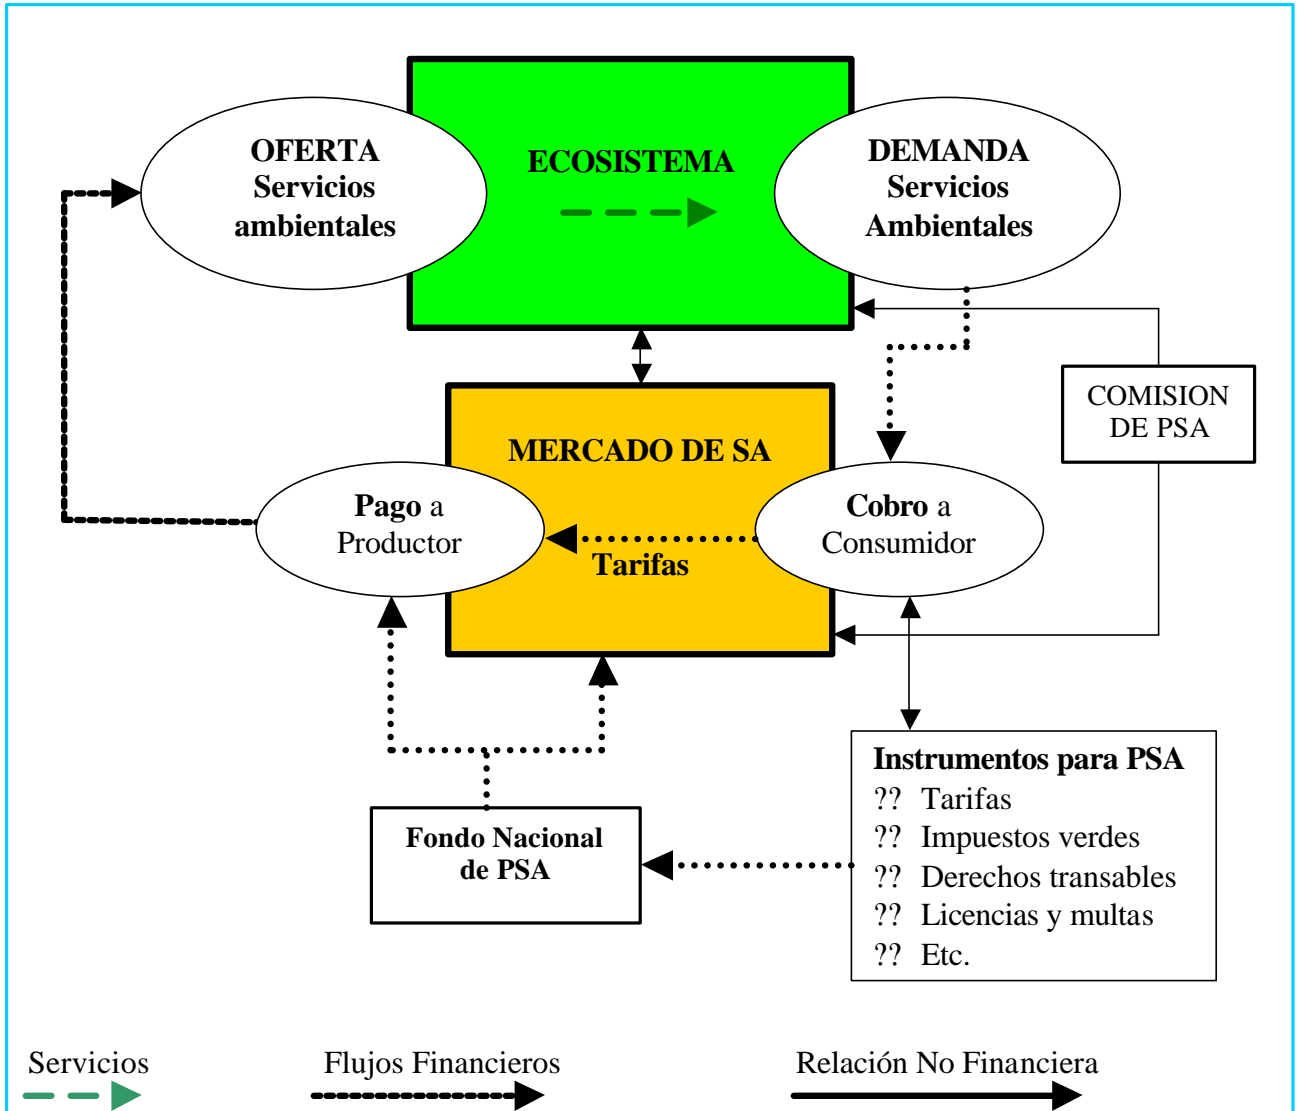 OFERTA
Servicios
ambientales
ECOSISTEMA
DEMANDA
Servicios
Ambientales
COMISION
DE PSA
MERCADO DE SA
Pago a
Productor
Tarifas
Cobro a
Consumidor
Fondo Nacional
de PSA
Instrumentos para PSA
?? Tarifas
?? Impuestos verdes
?? Derechos transables
?? Licencias y multas
?? Etc.
Servicios
Flujos Financieros
Relación No Financiera